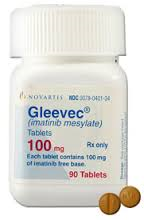 NOVARTIS NDC 0078-0401-34
Gleevec®
(imatinib mesylate)
Tablets
100 mg Rx only
Each tablet contains 100 mg
of imatinib free base.
90 Tablets